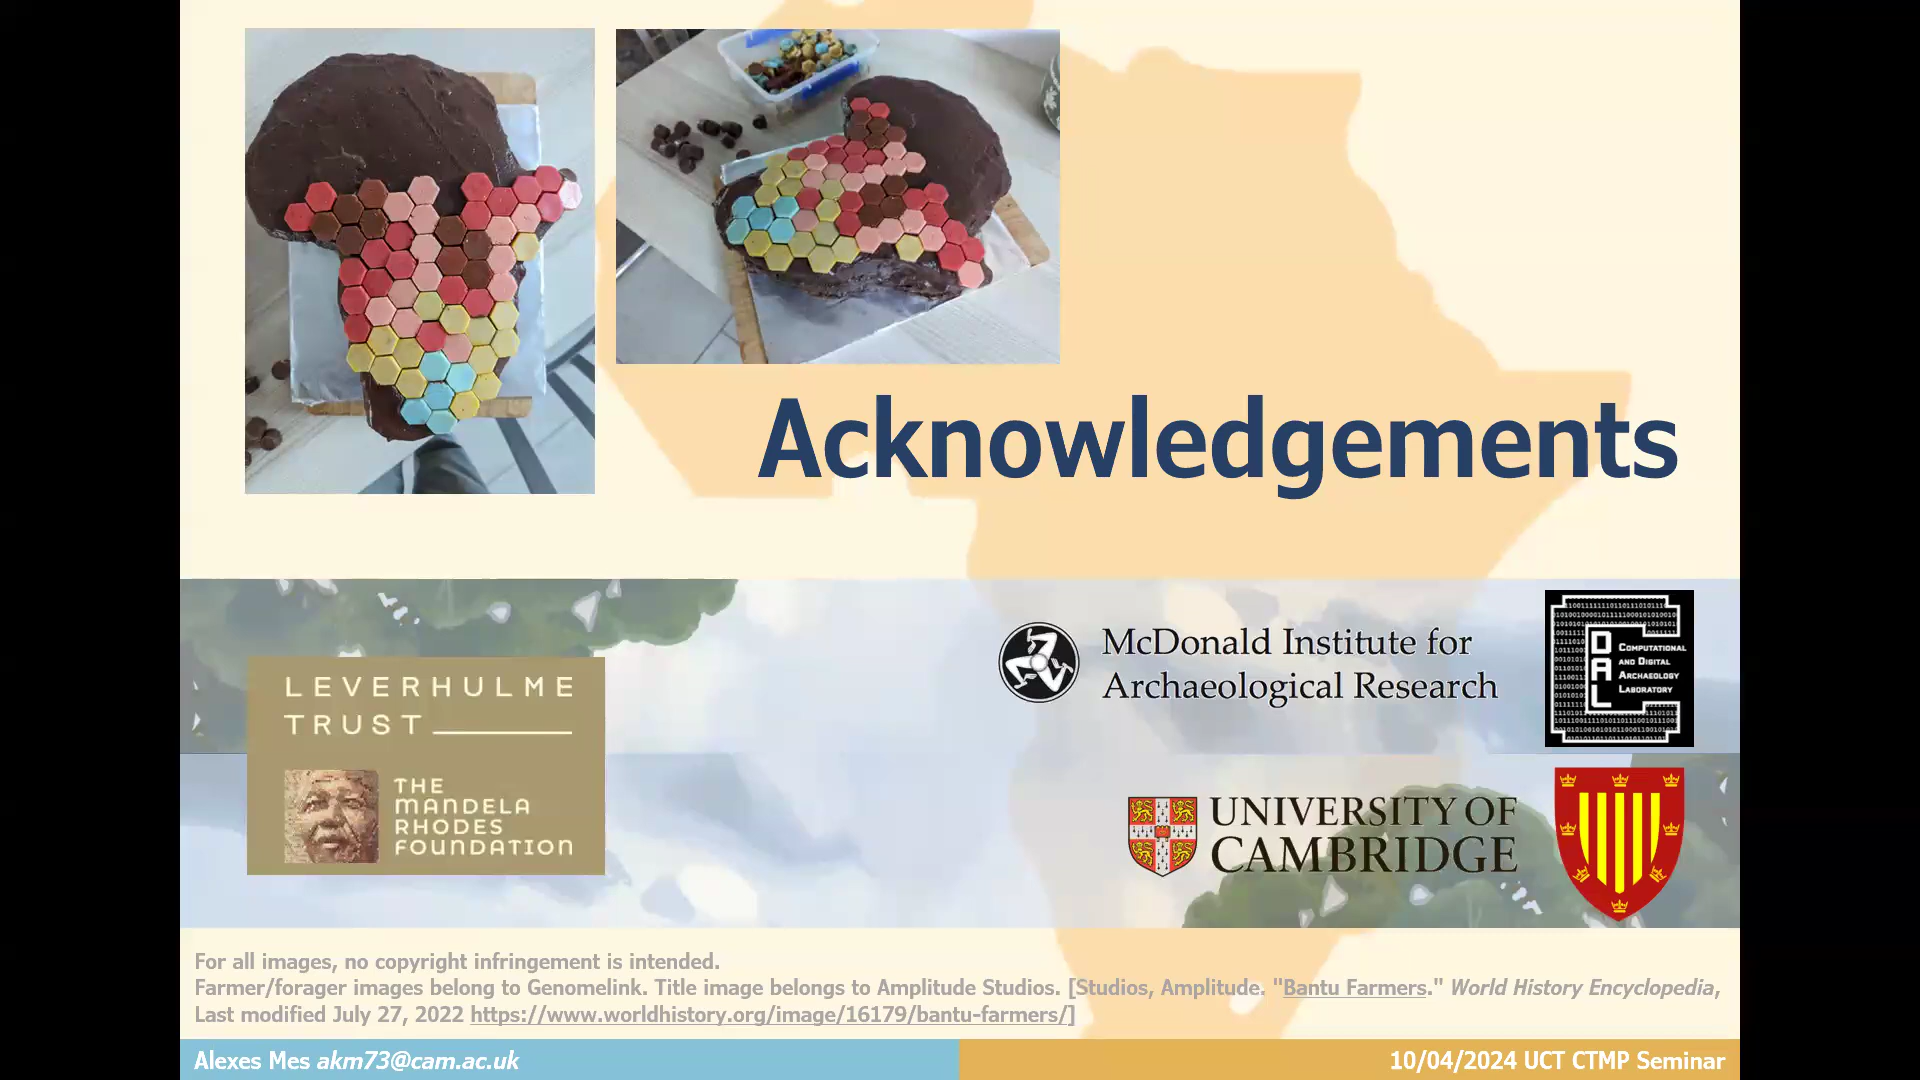 Acknowledgements
LEVERHULME
TRUST
THE
MANDELA
RHODES
FOUNDATION
McDonald Institute for
Archaeological Research
DAL
COMPUTATIONAL
AND DIGITAL
ARCHAEOLOGY
LABORATORY
UNIVERSITY OF
CAMBRIDGE
For all images, no copyright infringement is intended.
Farmer/forager images belong to Genomelink. Title image belongs to Amplitude Studios. [Studios, Amplitude. "Bantu Farmers." World History Encyclopedia,
Last modified July 27, 2022 https://www.worldhistory.org/image/16179/bantu-farmers/]
Alexes Mes akm73@cam.ac.uk
10/04/2024 UCT CTMP Seminar